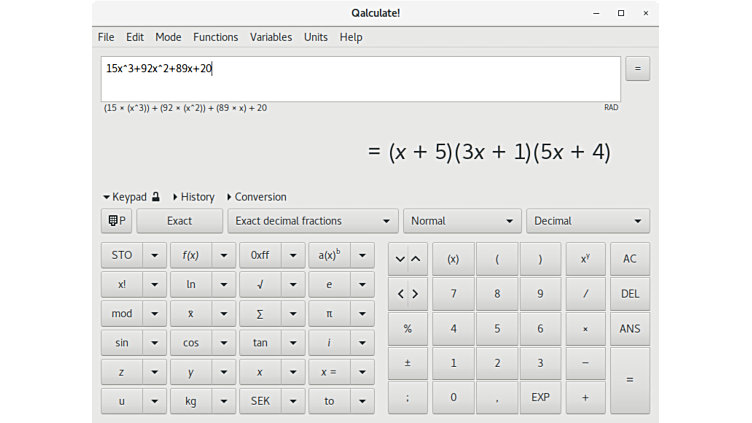 Qalculate!
File Edit Mode Functions Variables Units Help
15x^3+92x^2+89x+20
=
(15 × (x^3)) + (92 × (x^2)) + (89 × x) + 20
RAD
= (x + 5)(3x + 1)(5x + 4)
Keypad History Conversion
P Exact Exact decimal fractions Normal Decimal
STO f(x) 0xff a(x)ᵇ (x) ( ) xʸ AC
x! ln √ e 7 8 9 / DEL
mod x̄ ∑ π % 4 5 6 × ANS
sin cos tan i ± 1 2 3 − =
z y x x =
u kg SEK to ; 0 , EXP +